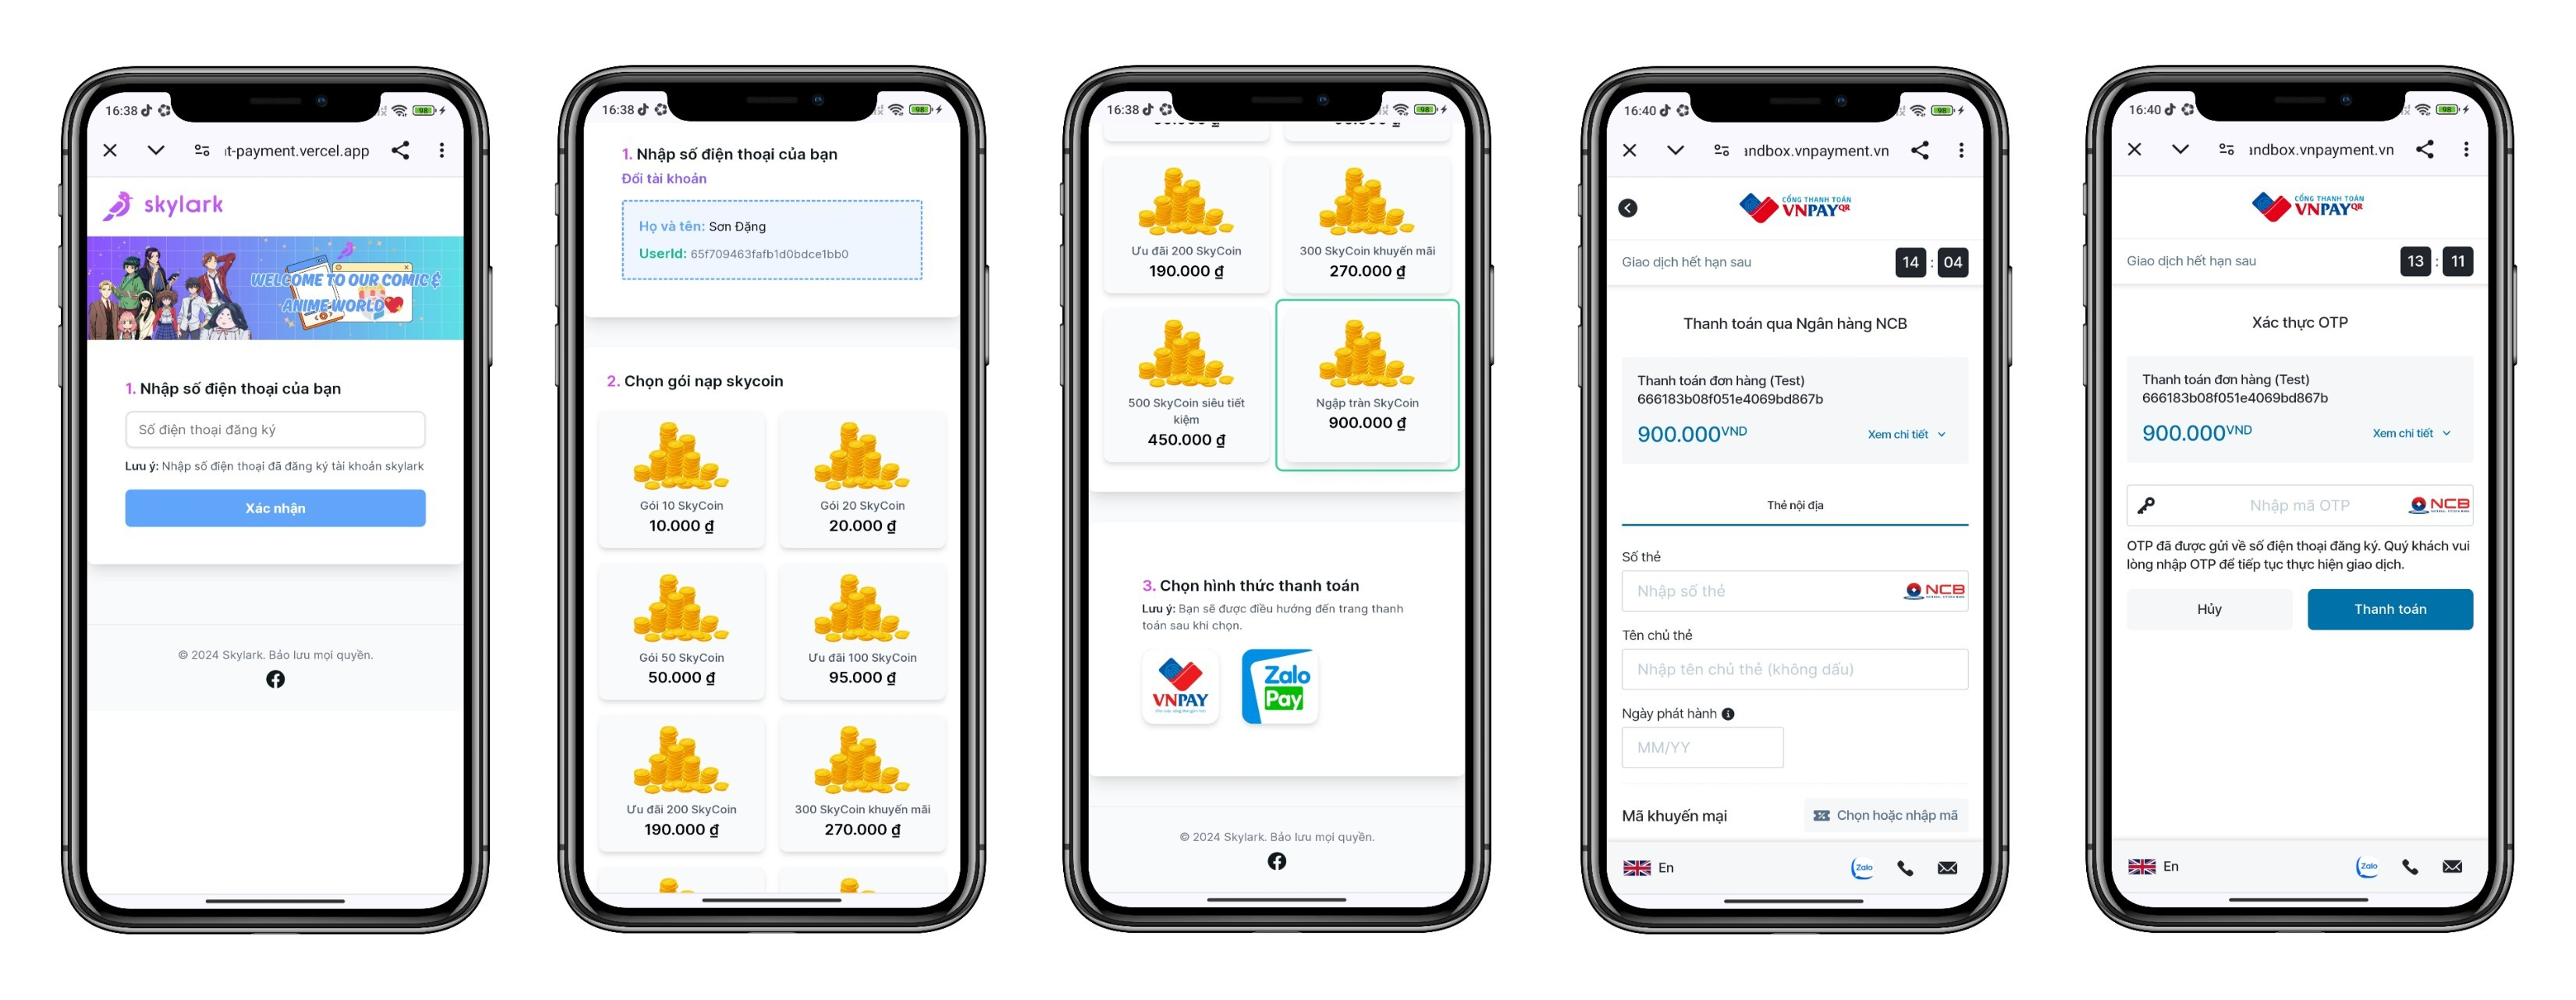 16:38
98
ıt-payment.vercel.app
skylark
WELCOME TO OUR COMIC &
ANIME WORLD
1. Nhập số điện thoại của bạn
Số điện thoại đăng ký
Lưu ý: Nhập số điện thoại đã đăng ký tài khoản skylark
Xác nhận
© 2024 Skylark. Bảo lưu mọi quyền.
16:38
98
1. Nhập số điện thoại của bạn
Đổi tài khoản
Họ và tên: Sơn Đặng
UserId: 65f709463fafb1d0bdce1bb0
2. Chọn gói nạp skycoin
Gói 10 SkyCoin
10.000 ₫
Gói 20 SkyCoin
20.000 ₫
Gói 50 SkyCoin
50.000 ₫
Ưu đãi 100 SkyCoin
95.000 ₫
Ưu đãi 200 SkyCoin
190.000 ₫
300 SkyCoin khuyến mãi
270.000 ₫
16:38
98
Ưu đãi 200 SkyCoin
190.000 ₫
300 SkyCoin khuyến mãi
270.000 ₫
500 SkyCoin siêu tiết
kiệm
450.000 ₫
Ngập tràn SkyCoin
900.000 ₫
3. Chọn hình thức thanh toán
Lưu ý: Bạn sẽ được điều hướng đến trang thanh
toán sau khi chọn.
VNPAY
Zalo
Pay
© 2024 Skylark. Bảo lưu mọi quyền.
16:40
98
ındbox.vnpayment.vn
CỔNG THANH TOÁN
VNPAYQR
Giao dịch hết hạn sau
14 : 04
Thanh toán qua Ngân hàng NCB
Thanh toán đơn hàng (Test)
666183b08f051e4069bd867b
900.000VND
Xem chi tiết
Thẻ nội địa
Số thẻ
Nhập số thẻ
NCB
Tên chủ thẻ
Nhập tên chủ thẻ (không dấu)
Ngày phát hành
MM/YY
Mã khuyến mại
Chọn hoặc nhập mã
En
Zalo
16:40
98
ındbox.vnpayment.vn
CỔNG THANH TOÁN
VNPAYQR
Giao dịch hết hạn sau
13 : 11
Xác thực OTP
Thanh toán đơn hàng (Test)
666183b08f051e4069bd867b
900.000VND
Xem chi tiết
Nhập mã OTP
NCB
OTP đã được gửi về số điện thoại đăng ký. Quý khách vui
lòng nhập OTP để tiếp tục thực hiện giao dịch.
Hủy
Thanh toán
En
Zalo